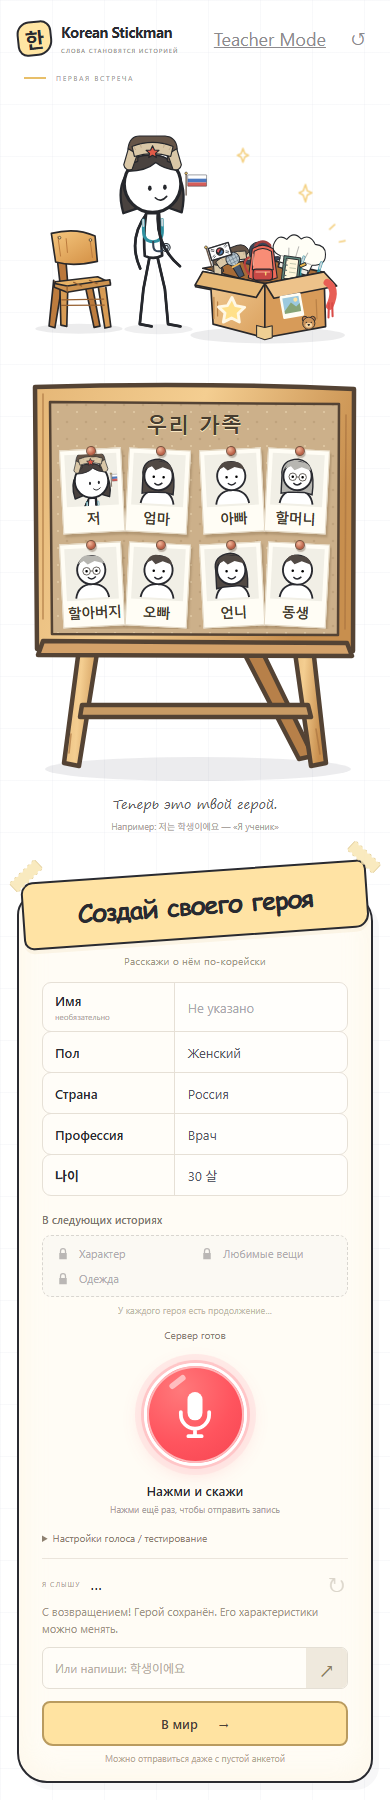 한
Korean Stickman
СЛОВА СТАНОВЯТСЯ ИСТОРИЕЙ
Teacher Mode
ПЕРВАЯ ВСТРЕЧА
우리 가족
저
엄마
아빠
할머니
할아버지
오빠
언니
동생
Теперь это твой герой.
Например: 저는 학생이에요 — «Я ученик»
Создай своего героя
Расскажи о нём по-корейски
Имя
необязательно
Не указано
Пол
Женский
Страна
Россия
Профессия
Врач
나이
30 살
В следующих историях
Характер
Любимые вещи
Одежда
У каждого героя есть продолжение...
Сервер готов
Нажми и скажи
Нажми ещё раз, чтобы отправить запись
▶ Настройки голоса / тестирование
Я СЛЫШУ ...
С возвращением! Герой сохранён. Его характеристики
можно менять.
Или напиши: 학생이에요
↗
В мир →
Можно отправиться даже с пустой анкетой